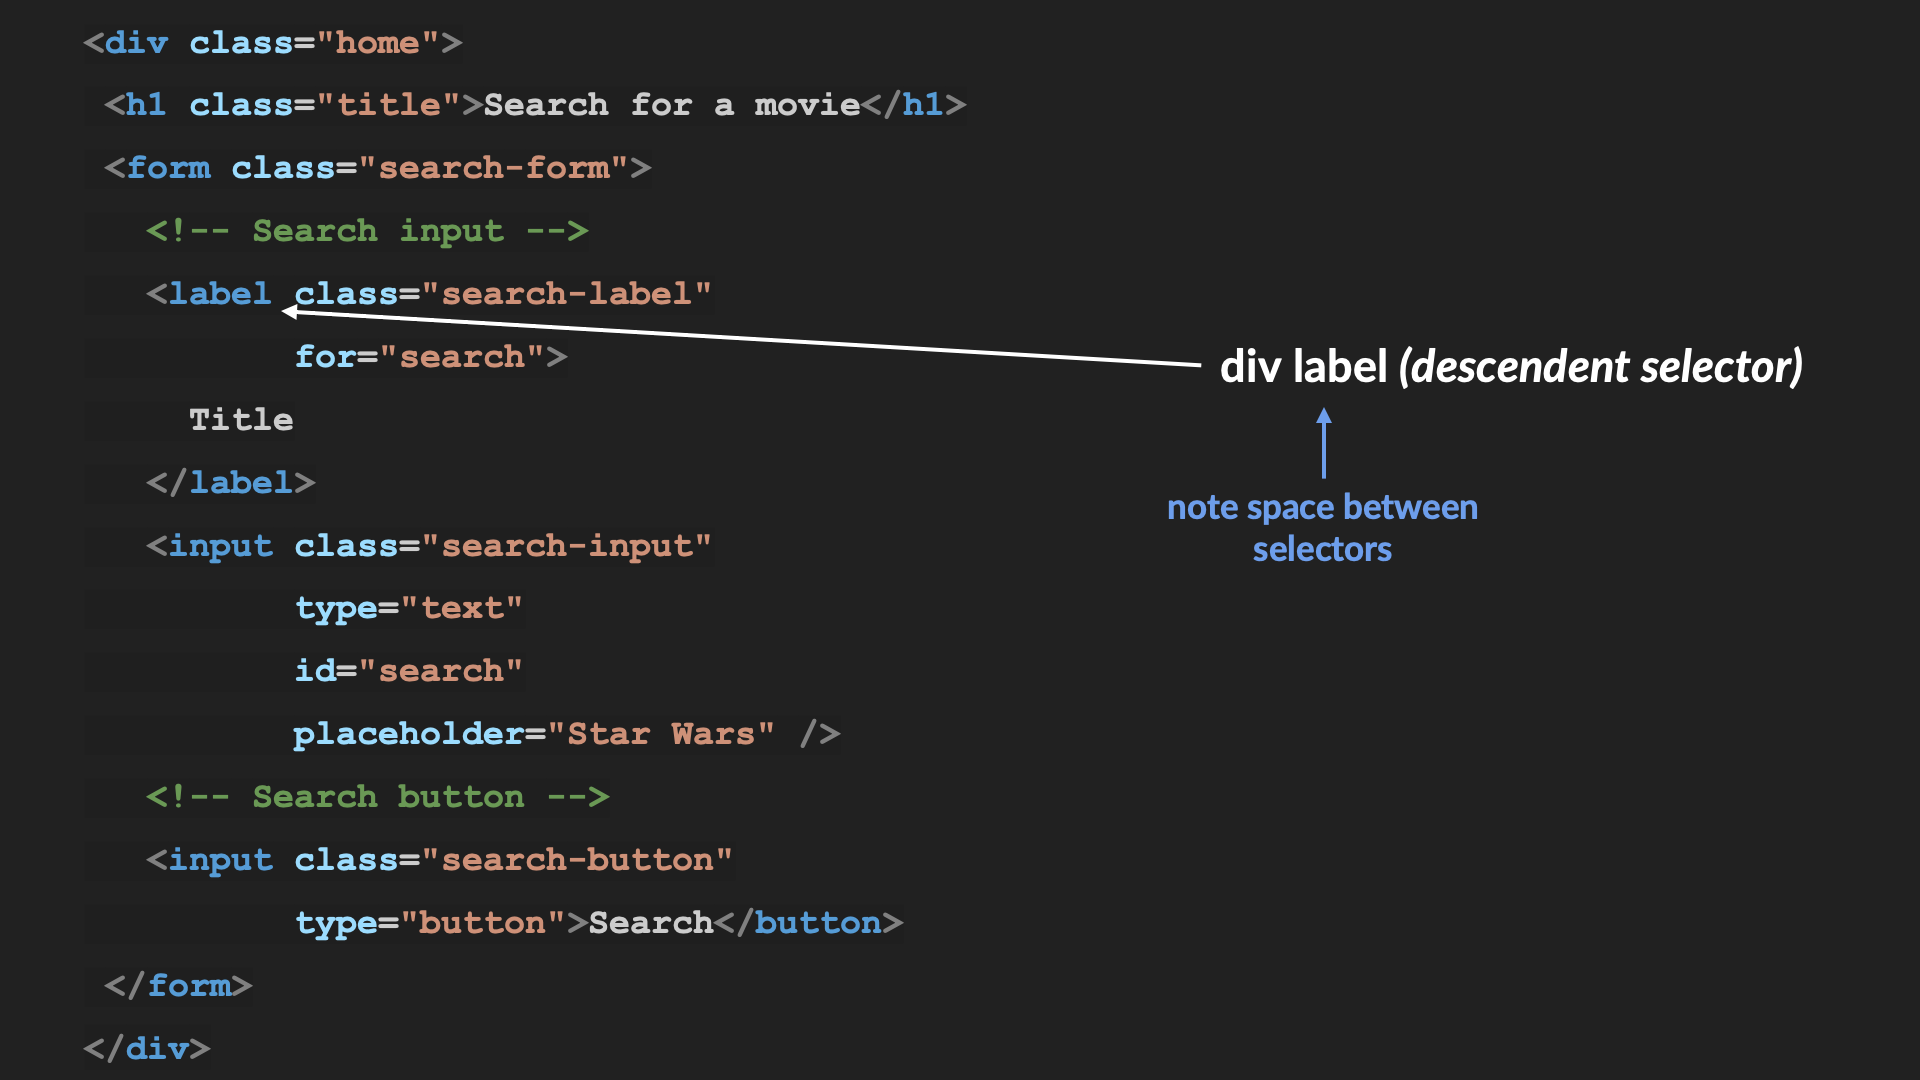 <div class="home">
<h1 class="title">Search for a movie</h1>
<form class="search-form">
<!-- Search input -->
<label class="search-label"
for="search">
Title
</label>
<input class="search-input"
type="text"
id="search"
placeholder="Star Wars" />
<!-- Search button -->
<input class="search-button"
type="button">Search</button>
</form>
</div>
div label (descendent selector)
note space between
selectors